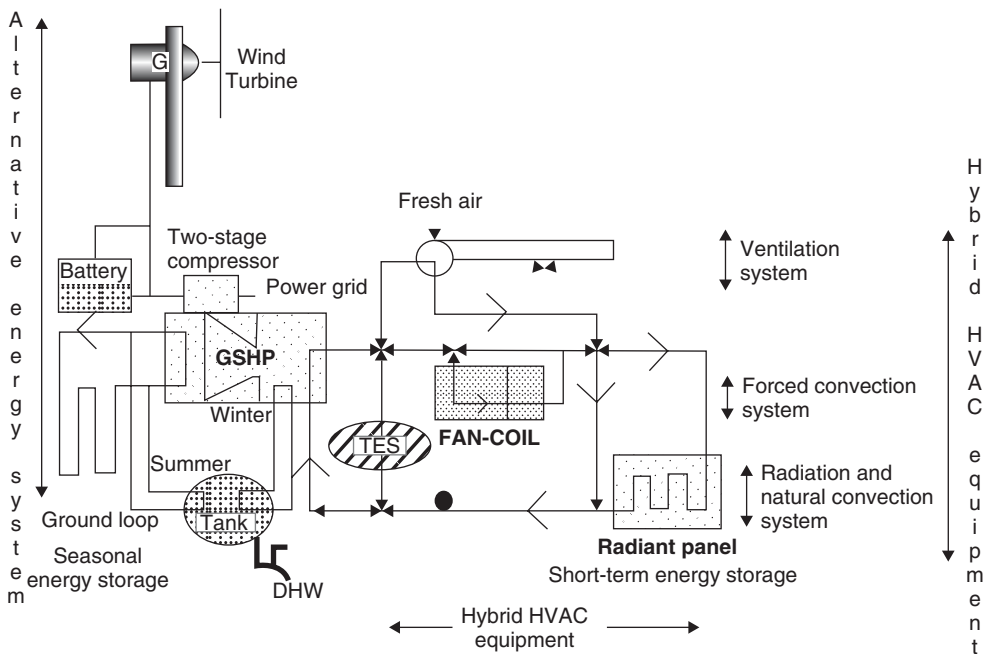 Alternative energy system
G
Wind
Turbine
Fresh air
Two-stage
compressor
Battery
Power grid
Ventilation
system
GSHP
Winter
Forced convection
system
FAN-COIL
TES
Summer
Tank
Radiation and
natural convection
system
Ground loop
Radiant panel
Seasonal
energy storage
Short-term energy storage
DHW
Hybrid HVAC
equipment
Hybrid HVAC equipment